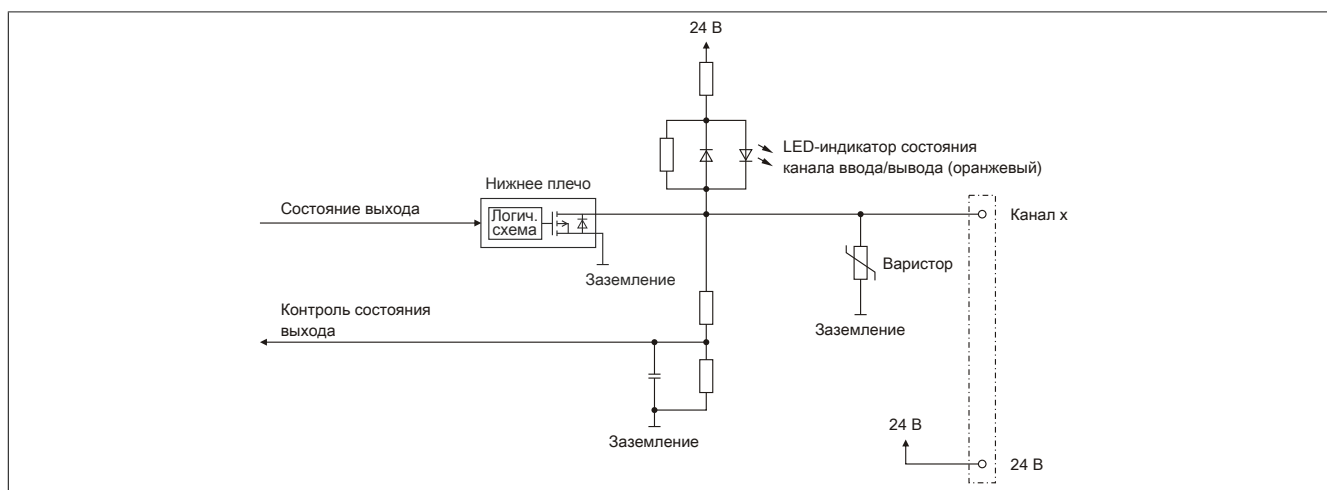 24 В
LED-индикатор состояния
канала ввода/вывода (оранжевый)
Нижнее плечо
Состояние выхода
Логич.
схема
Канал x
Варистор
Заземление
Контроль состояния
выхода
Заземление
24 В
Заземление
24 В